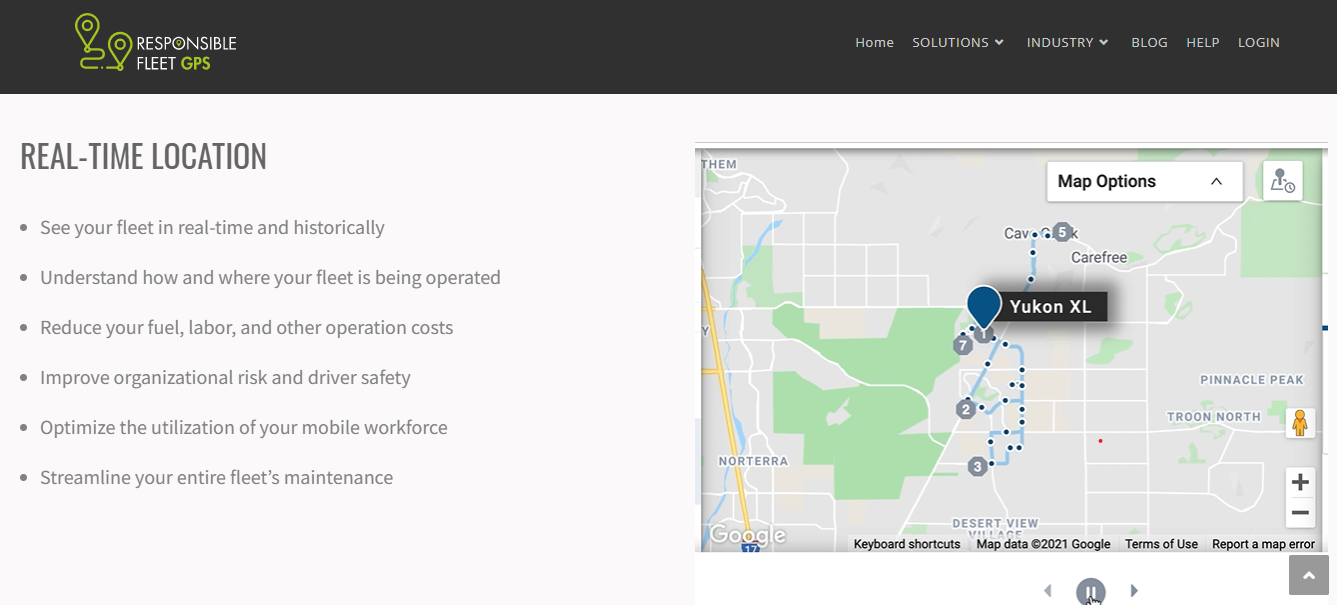 RESPONSIBLE
FLEET GPS
Home SOLUTIONS INDUSTRY BLOG HELP LOGIN
REAL-TIME LOCATION
See your fleet in real-time and historically
Understand how and where your fleet is being operated
Reduce your fuel, labor, and other operation costs
Improve organizational risk and driver safety
Optimize the utilization of your mobile workforce
Streamline your entire fleet’s maintenance
THEM
Map Options
5
Carefree
Yukon XL
Y
1
7
PINNACLE PEAK
2
TROON NORTH
NORTERRA
3
DESERT VIEW
VILLAGE
Google
17
Keyboard shortcuts Map data ©2021 Google Terms of Use Report a map error